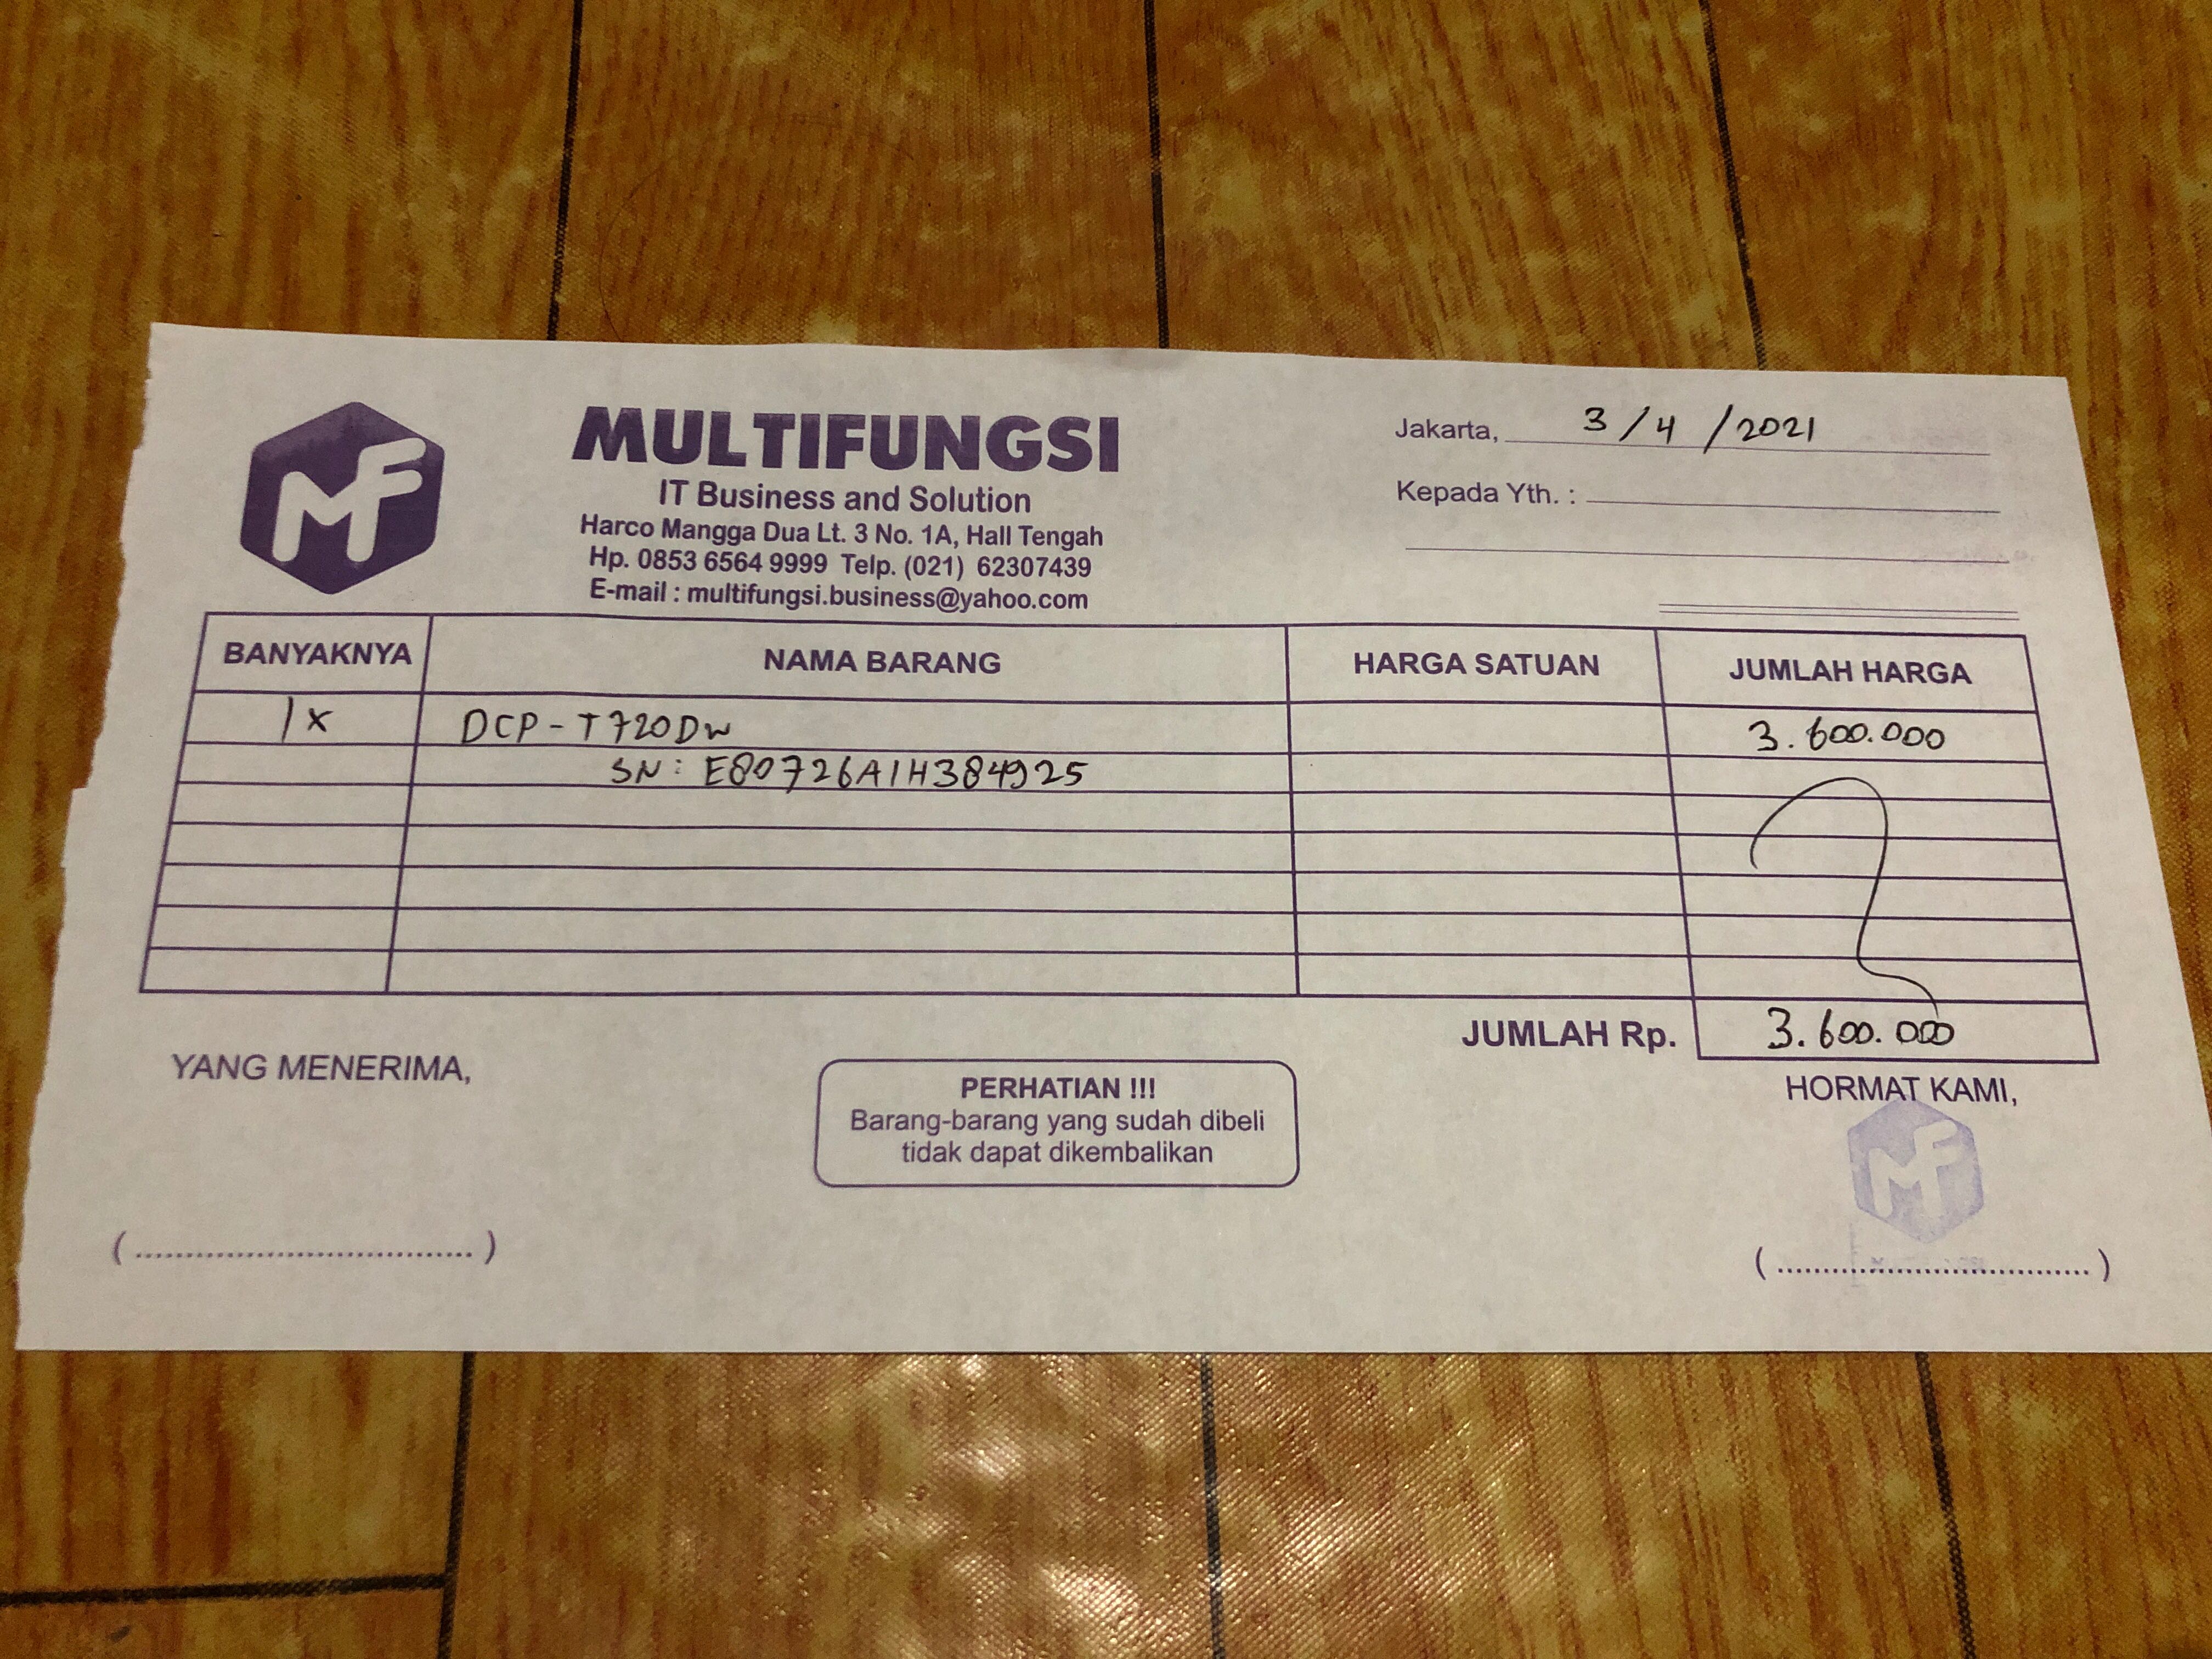 MF
MULTIFUNGSI
IT Business and Solution
Harco Mangga Dua Lt. 3 No. 1A, Hall Tengah
Hp. 0853 6564 9999 Telp. (021) 62307439
E-mail : multifungsi.business@yahoo.com
Jakarta, 3/4/2021
Kepada Yth. :
BANYAKNYA NAMA BARANG HARGA SATUAN JUMLAH HARGA
1x DCP-T720DW 3.600.000
SN: E80726A1H384925
JUMLAH Rp. 3.600.000
YANG MENERIMA,
PERHATIAN !!!
Barang-barang yang sudah dibeli
tidak dapat dikembalikan
HORMAT KAMI,
MF
(....................................)
(....................................)